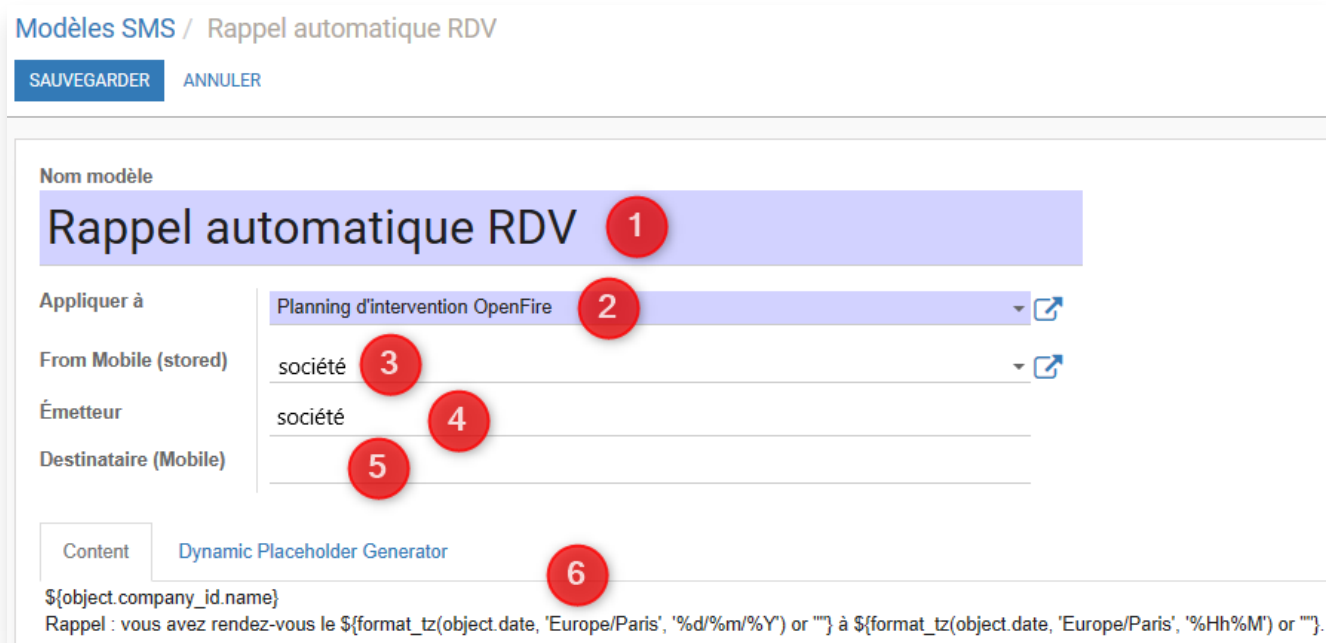 Modèles SMS / Rappel automatique RDV
SAUVEGARDER ANNULER
Nom modèle
Rappel automatique RDV 1
Appliquer à Planning d'intervention OpenFire 2
From Mobile (stored) société 3
Émetteur société 4
Destinataire (Mobile) 5
Content Dynamic Placeholder Generator 6
${object.company_id.name}
Rappel : vous avez rendez-vous le ${format_tz(object.date, 'Europe/Paris', '%d/%m/%Y') or ""} à ${format_tz(object.date, 'Europe/Paris', '%Hh%M') or ""}.